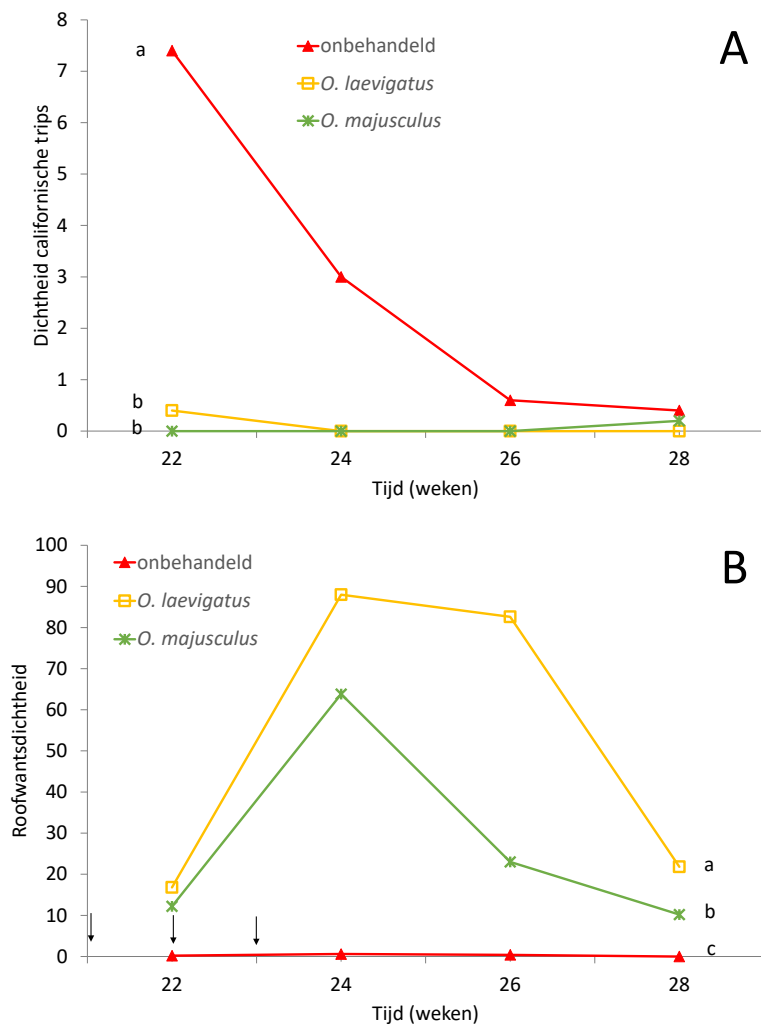 A
onbehandeld
O. laevigatus
O. majusculus
8
7
6
5
4
3
2
1
0
Dichtheid californische trips
a
b
b
22 24 26 28
Tijd (weken)
B
onbehandeld
O. laevigatus
O. majusculus
100
90
80
70
60
50
40
30
20
10
0
Roofwantsdichtheid
a
b
c
22 24 26 28
Tijd (weken)